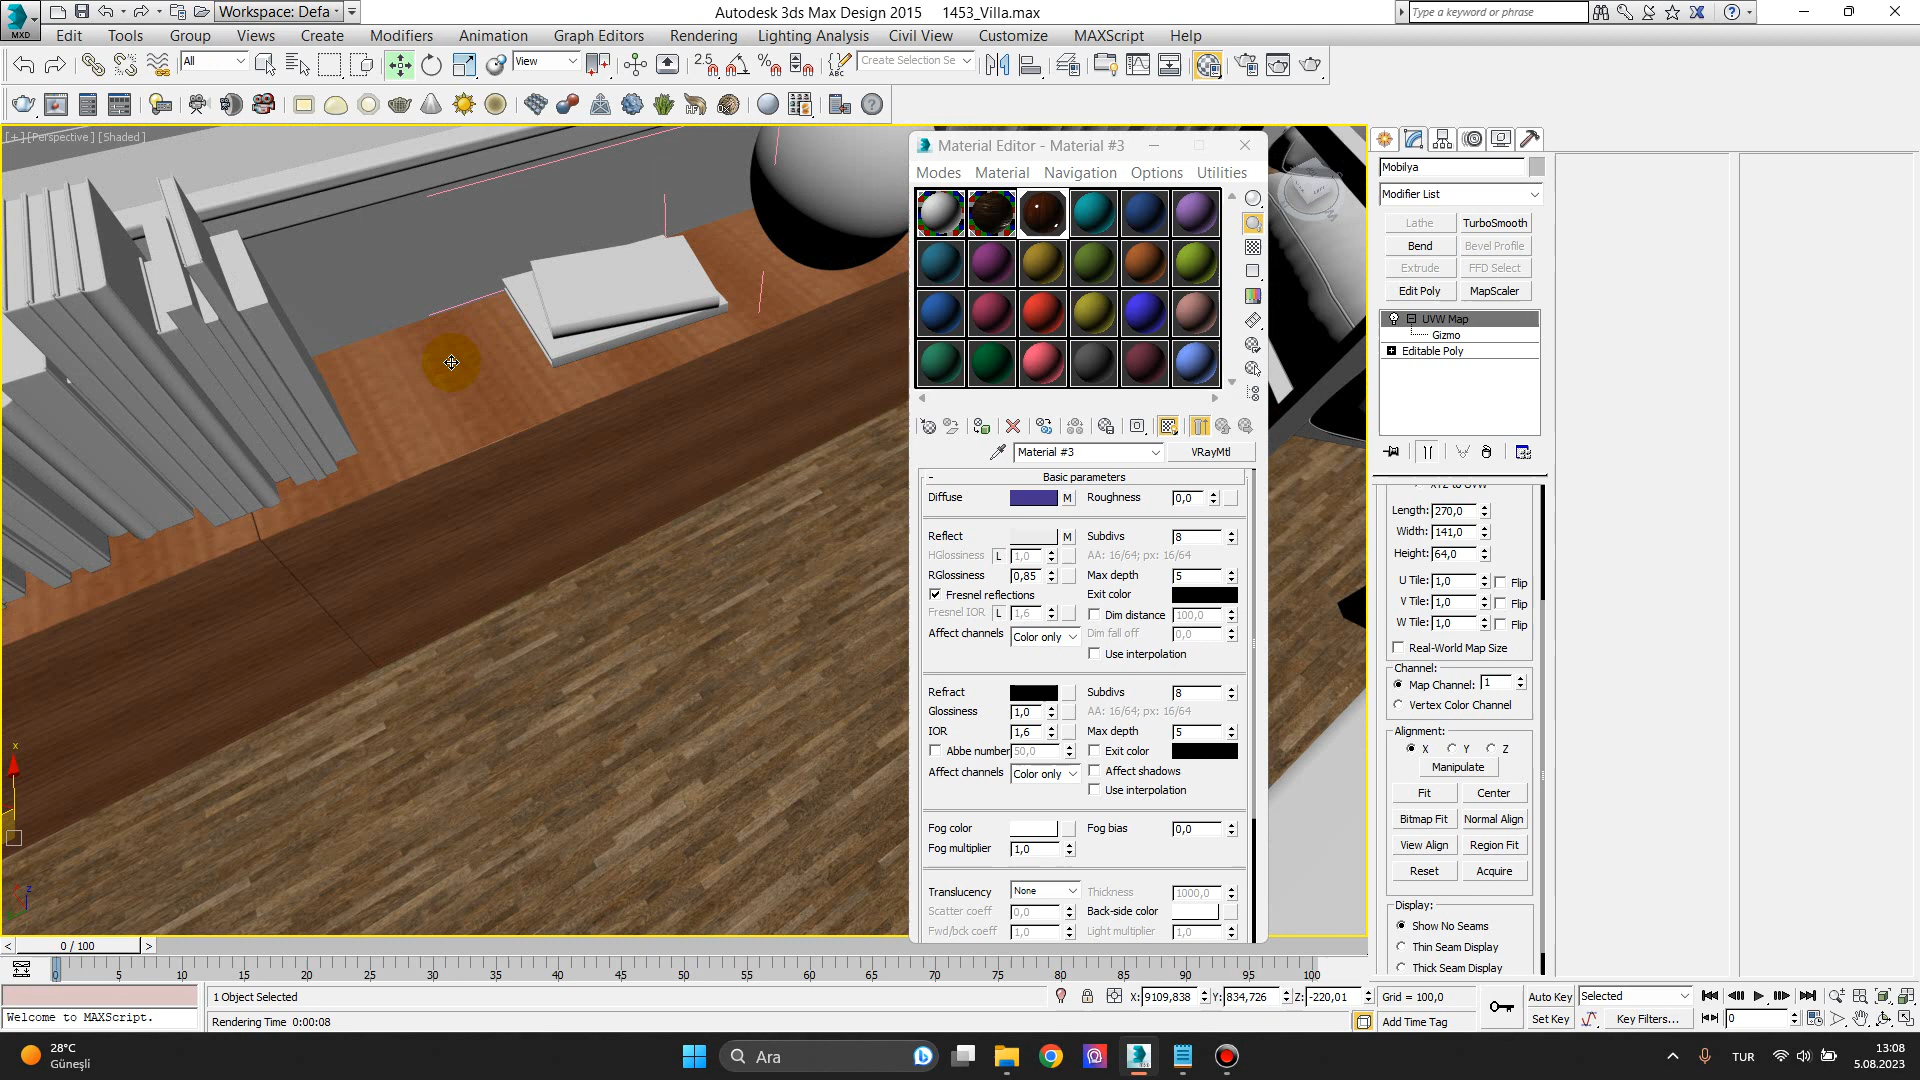 Workspace: Defa
Autodesk 3ds Max Design 2015 1453_Villa.max
Type a keyword or phrase
MXD
Edit Tools Group Views Create Modifiers Animation Graph Editors Rendering Lighting Analysis Civil View Customize MAXScript Help
All
View
2.5
Create Selection Se
[+] [Perspective] [Shaded]
Material Editor - Material #3
Modes Material Navigation Options Utilities
Material #3
VRayMtl
Basic parameters
Diffuse M Roughness 0,0
Reflect M Subdivs 8
HGlossiness L 1,0 AA: 16/64; px: 16/64
RGlossiness 0,85 Max depth 5
Fresnel reflections Exit color
Fresnel IOR L 1,6 Dim distance 100,0
Affect channels Color only Dim fall off 0,0
Use interpolation
Refract Subdivs 8
Glossiness 1,0 AA: 16/64; px: 16/64
IOR 1,6 Max depth 5
Abbe number 50,0 Exit color
Affect channels Color only Affect shadows
Use interpolation
Fog color Fog bias 0,0
Fog multiplier 1,0
Translucency None Thickness 1000,0
Scatter coeff 0,0 Back-side color
Fwd/bck coeff 1,0 Light multiplier 1,0
Mobilya
Modifier List
Lathe TurboSmooth
Bend Bevel Profile
Extrude FFD Select
Edit Poly MapScaler
UVW Map
Gizmo
Editable Poly
XYZ to UVW
Length: 270,0
Width: 141,0
Height: 64,0
U Tile: 1,0 Flip
V Tile: 1,0 Flip
W Tile: 1,0 Flip
Real-World Map Size
Channel:
Map Channel: 1
Vertex Color Channel
Alignment:
X Y Z
Manipulate
Fit Center
Bitmap Fit Normal Align
View Align Region Fit
Reset Acquire
Display:
Show No Seams
Thin Seam Display
Thick Seam Display
x
z
0 / 100
0 5 10 15 20 25 30 35 40 45 50 55 60 65 70 75 80 85 90 95 100
1 Object Selected
X: 9109,838 Y: 834,726 Z: -220,01 Grid = 100,0
Auto Key Selected
Welcome to MAXScript.
Rendering Time 0:00:08
Add Time Tag
Set Key Key Filters... 0
28°C
Güneşli
Ara
TUR
13:08
5.08.2023